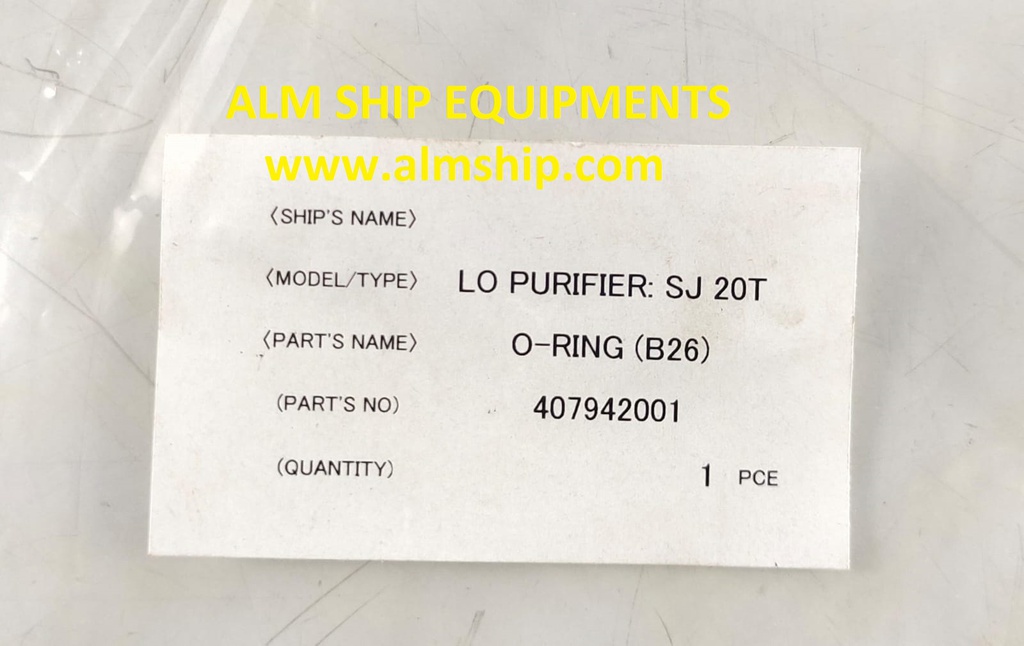 ALM SHIP EQUIPMENTS
www.almship.com
〈SHIP'S NAME〉
〈MODEL/TYPE〉 LO PURIFIER: SJ 20T
〈PART'S NAME〉 O-RING (B26)
(PART'S NO) 407942001
(QUANTITY) 1 PCE